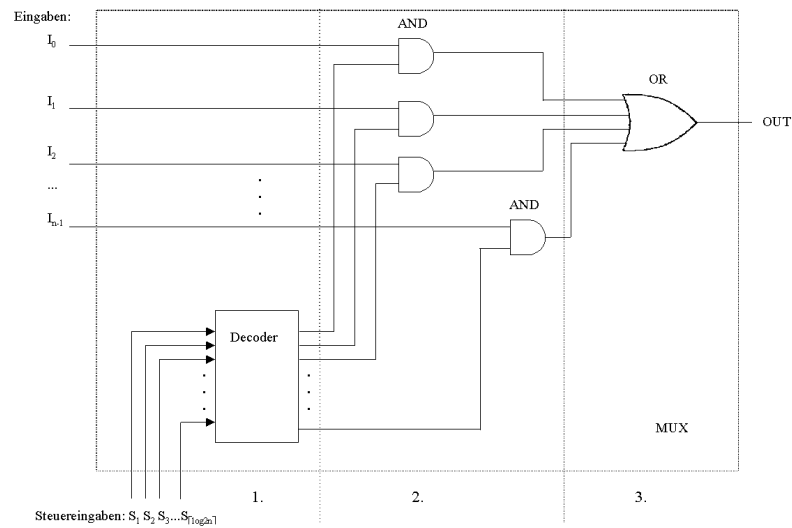 Eingaben:
AND
I0
OR
I1
OUT
I2
...
AND
In-1
Decoder
MUX
1. 2. 3.
Steuereingaben: S1 S2 S3...S⌈log2n⌉